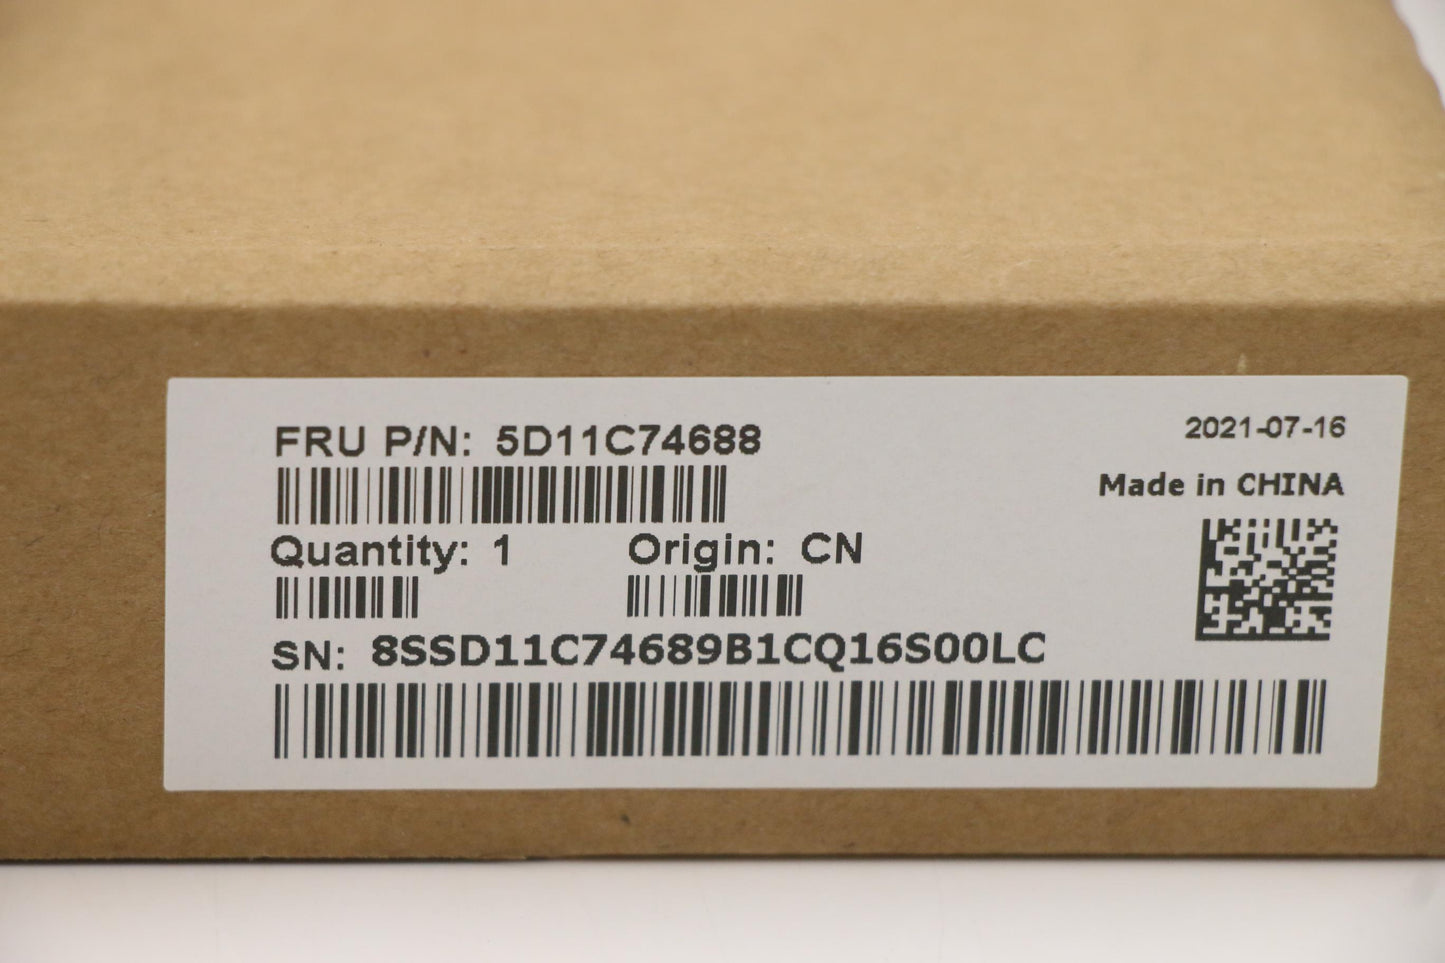 FRU P/N: 5D11C74688
2021-07-16
Made in CHINA
Quantity: 1
Origin: CN
SN: 8SSD11C74689B1CQ16S00LC